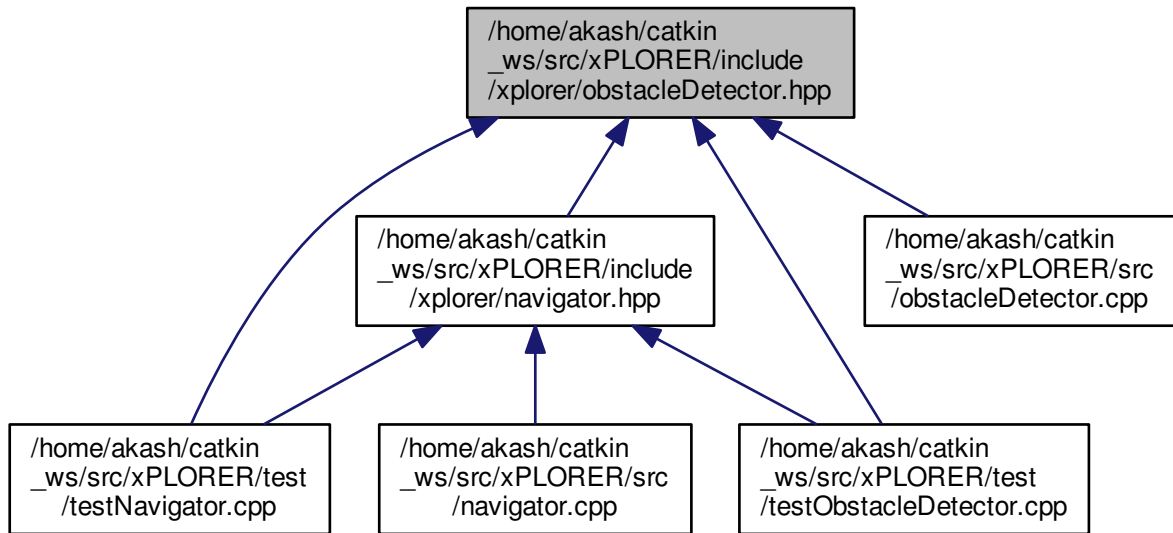 /home/akash/catkin
_ws/src/xPLORER/include
/xplorer/obstacleDetector.hpp
/home/akash/catkin
_ws/src/xPLORER/include
/xplorer/navigator.hpp
/home/akash/catkin
_ws/src/xPLORER/src
/obstacleDetector.cpp
/home/akash/catkin
_ws/src/xPLORER/test
/testNavigator.cpp
/home/akash/catkin
_ws/src/xPLORER/src
/navigator.cpp
/home/akash/catkin
_ws/src/xPLORER/test
/testObstacleDetector.cpp